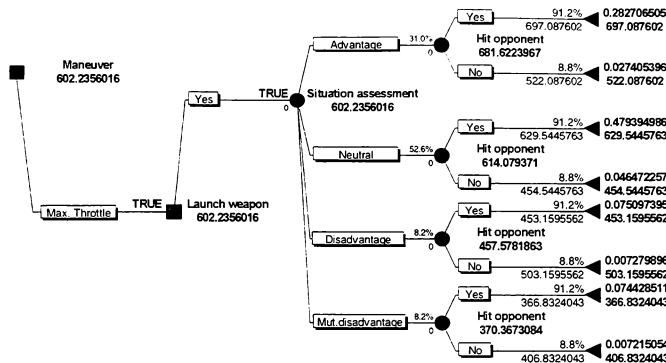 Maneuver
602.2356016
Max. Throttle
TRUE
Launch weapon
602.2356016
Yes
TRUE
0
Situation assessment
602.2356016
Advantage
31.0%
0
Hit opponent
681.6223967
Yes
91.2%
697.087602
0.282706505
697.087602
No
8.8%
522.087602
0.027405396
522.087602
Neutral
52.6%
0
Hit opponent
614.079371
Yes
91.2%
629.5445763
0.479394986
629.5445763
No
8.8%
454.5445763
0.046472257
454.5445763
Disadvantage
8.2%
0
Hit opponent
457.5781863
Yes
91.2%
453.1595562
0.075097395
453.1595562
No
8.8%
503.1595562
0.007279896
503.1595562
Mut.disadvantage
8.2%
0
Hit opponent
370.3673084
Yes
91.2%
366.8324043
0.074428511
366.8324043
No
8.8%
406.8324043
0.007215054
406.8324043